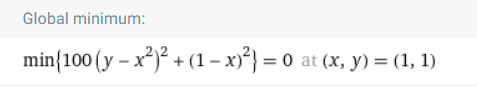 Global minimum:
min{100 (y – x²)² + (1 – x)²} = 0 at (x, y) = (1, 1)